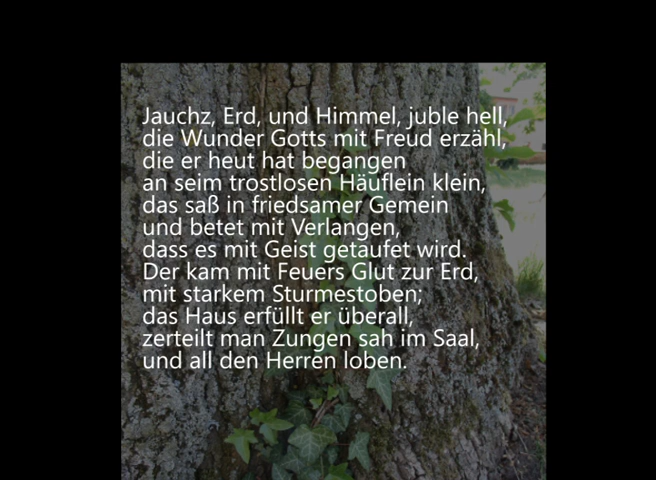 Jauchz, Erd, und Himmel, juble hell,
die Wunder Gotts mit Freud erzähl,
die er heut hat begangen
an seim trostlosen Häuflein klein,
das saß in friedsamer Gemein
und betet mit Verlangen,
dass es mit Geist getaufet wird.
Der kam mit Feuers Glut zur Erd,
mit starkem Sturmestoben;
das Haus erfüllt er überall,
zerteilt man Zungen sah im Saal,
und all den Herren loben.